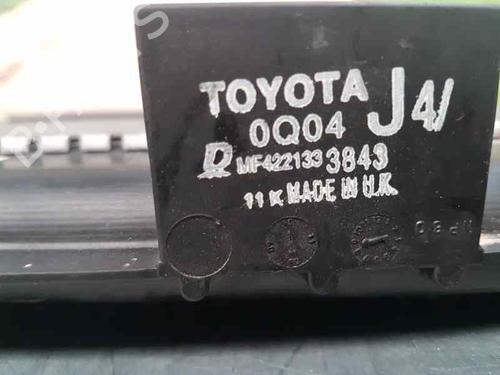 TOYOTA J4/
0Q04
D MF422133 3843
11 K MADE IN U.K.